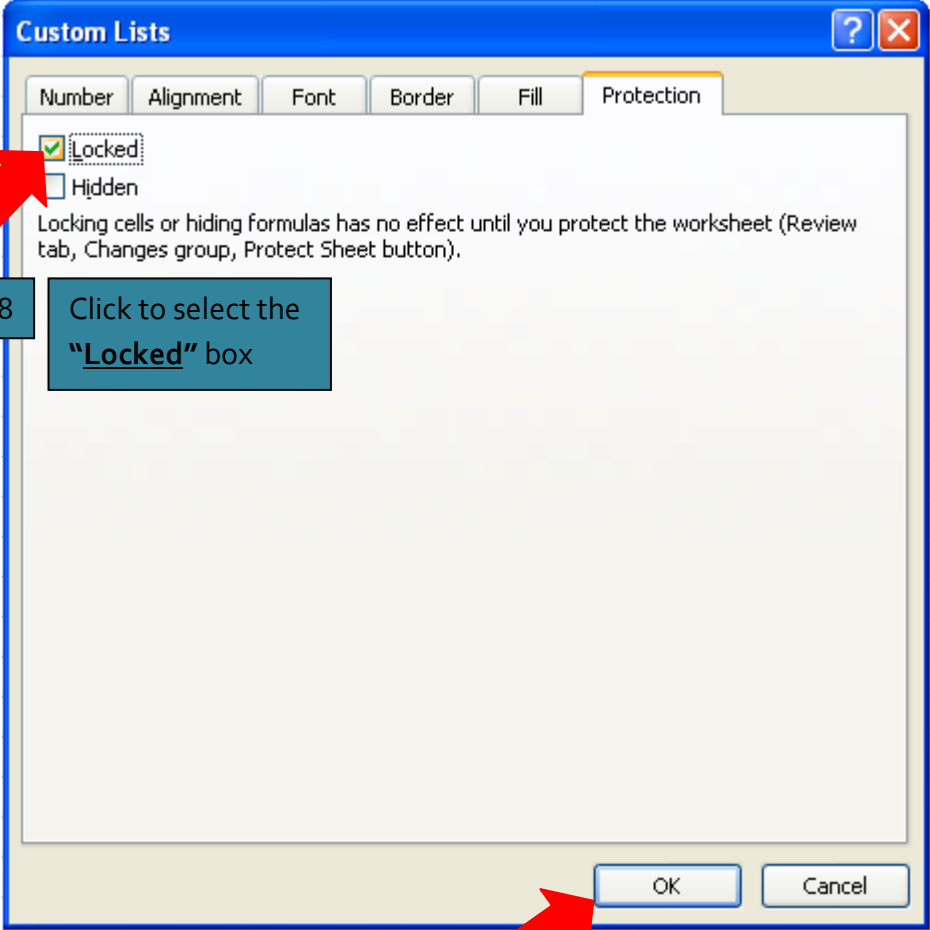 Custom Lists
Number Alignment Font Border Fill Protection
Locked
Hidden
Locking cells or hiding formulas has no effect until you protect the worksheet (Review
tab, Changes group, Protect Sheet button).
8
Click to select the
“Locked” box
OK Cancel